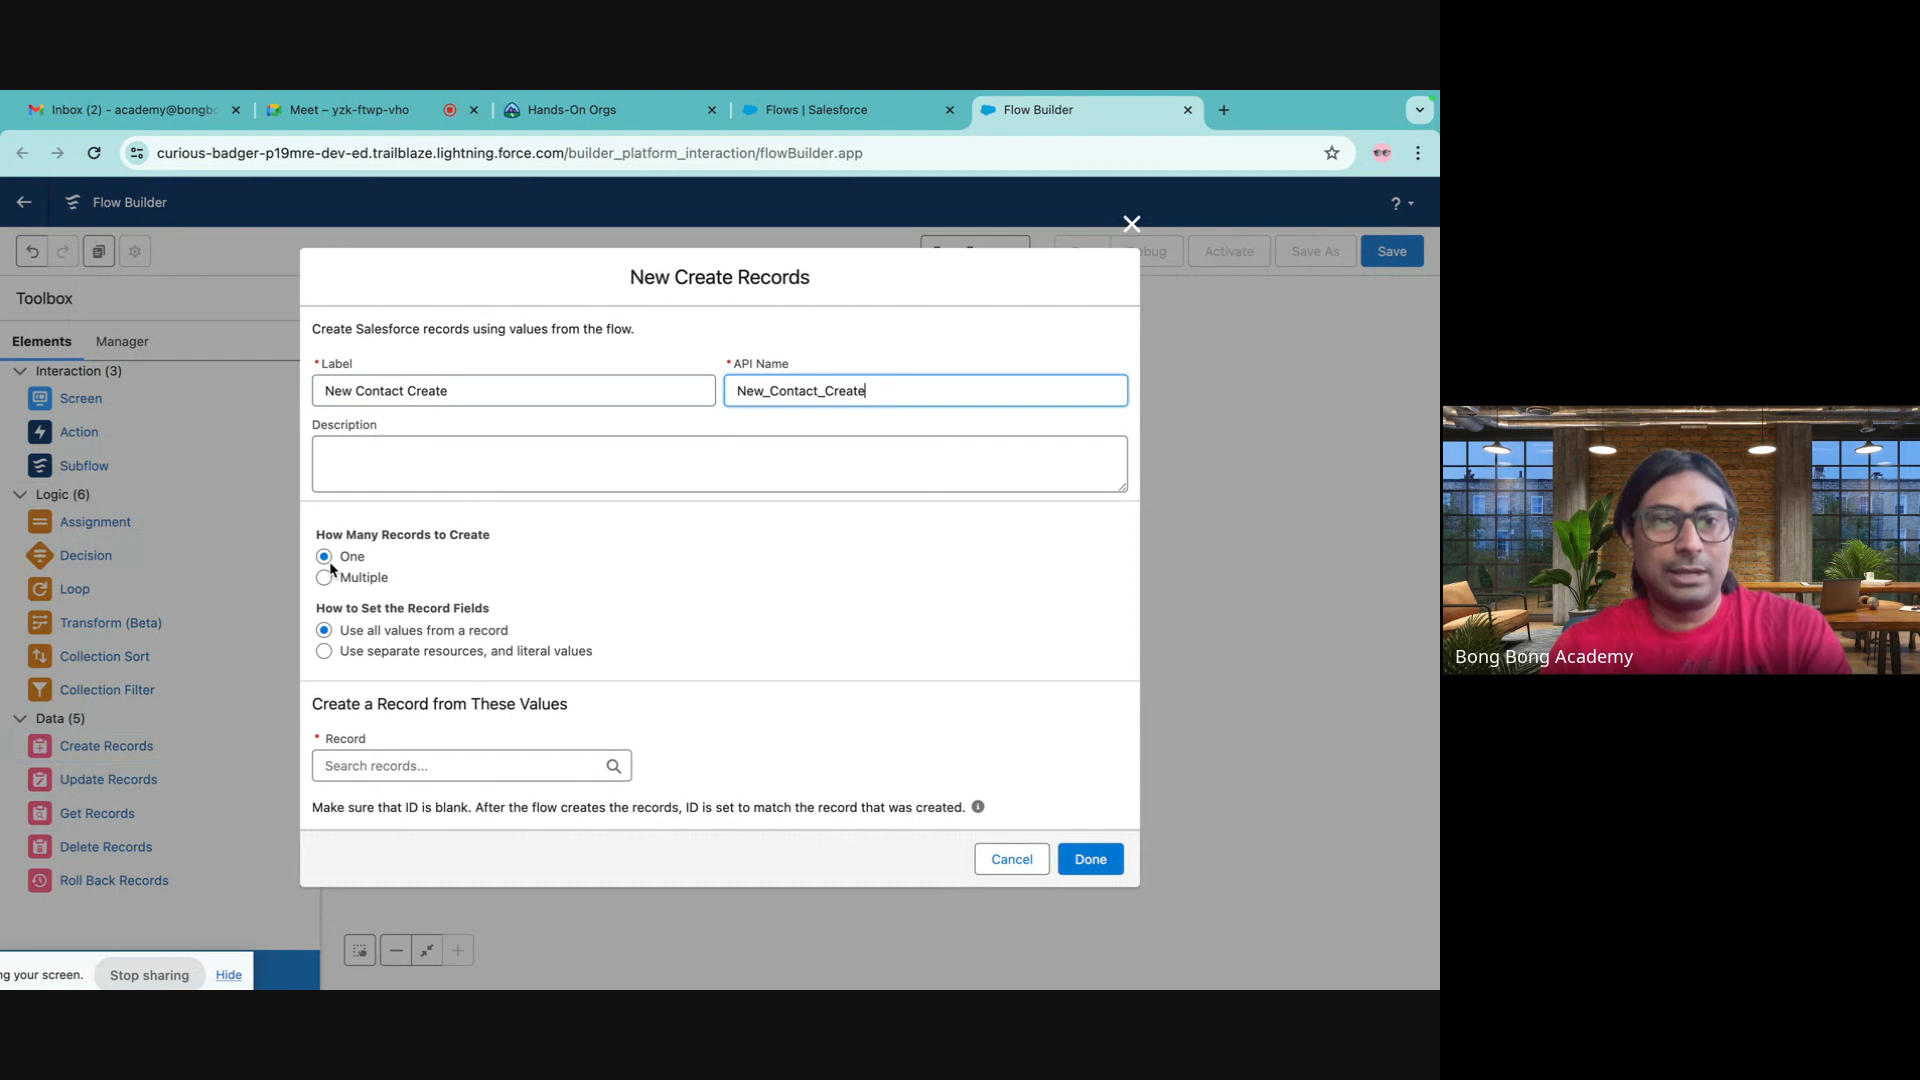 Inbox (2) - academy@bongbo
Meet – yzk-ftwp-vho
Hands-On Orgs
Flows | Salesforce
Flow Builder
curious-badger-p19mre-dev-ed.trailblaze.lightning.force.com/builder_platform_interaction/flowBuilder.app
Flow Builder
?
bug
Activate
Save As
Save
Toolbox
Elements
Manager
Interaction (3)
Screen
Action
Subflow
Logic (6)
Assignment
Decision
Loop
Transform (Beta)
Collection Sort
Collection Filter
Data (5)
Create Records
Update Records
Get Records
Delete Records
Roll Back Records
New Create Records
Create Salesforce records using values from the flow.
* Label
* API Name
New Contact Create
New_Contact_Create
Description
How Many Records to Create
One
Multiple
How to Set the Record Fields
Use all values from a record
Use separate resources, and literal values
Create a Record from These Values
* Record
Search records...
Make sure that ID is blank. After the flow creates the records, ID is set to match the record that was created.
Cancel
Done
ng your screen.
Stop sharing
Hide
Bong Bong Academy